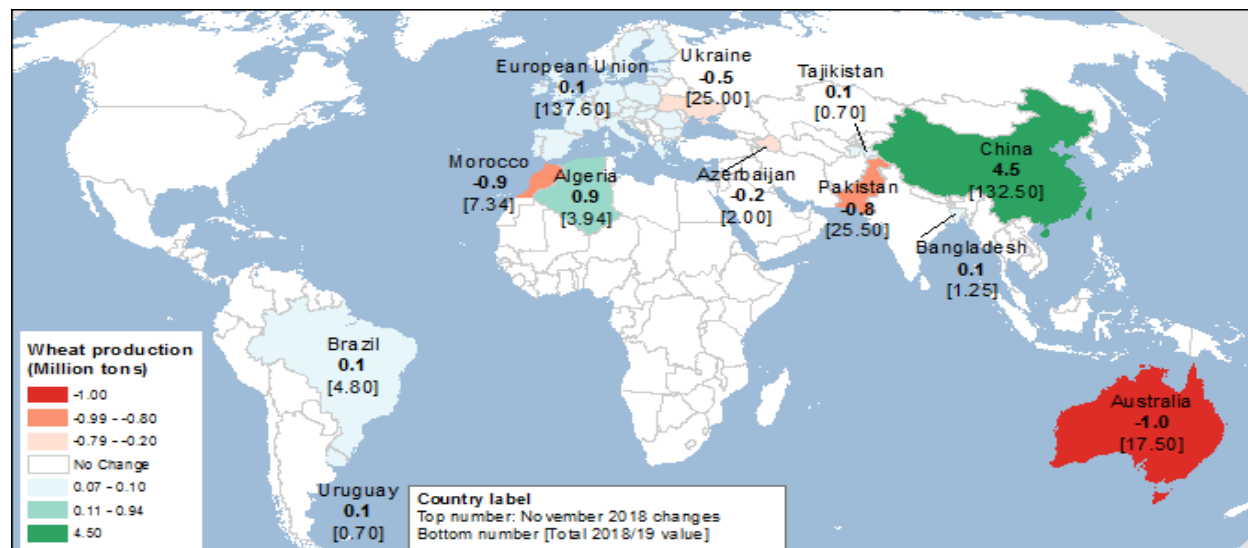 European Union
0.1
[137.60]
Ukraine
-0.5
[25.00]
Tajikistan
0.1
[0.70]
China
4.5
[132.50]
Morocco
-0.9
[7.34]
Algeria
0.9
[3.94]
Azerbaijan
-0.2
[2.00]
Pakistan
-0.8
[25.50]
Bangladesh
0.1
[1.25]
Brazil
0.1
[4.80]
Australia
-1.0
[17.50]
Uruguay
0.1
[0.70]
Wheat production
(Million tons)
-1.00
-0.99 - -0.80
-0.79 - -0.20
No Change
0.07 - 0.10
0.11 - 0.94
4.50
Country label
Top number: November 2018 changes
Bottom number [Total 2018/19 value]